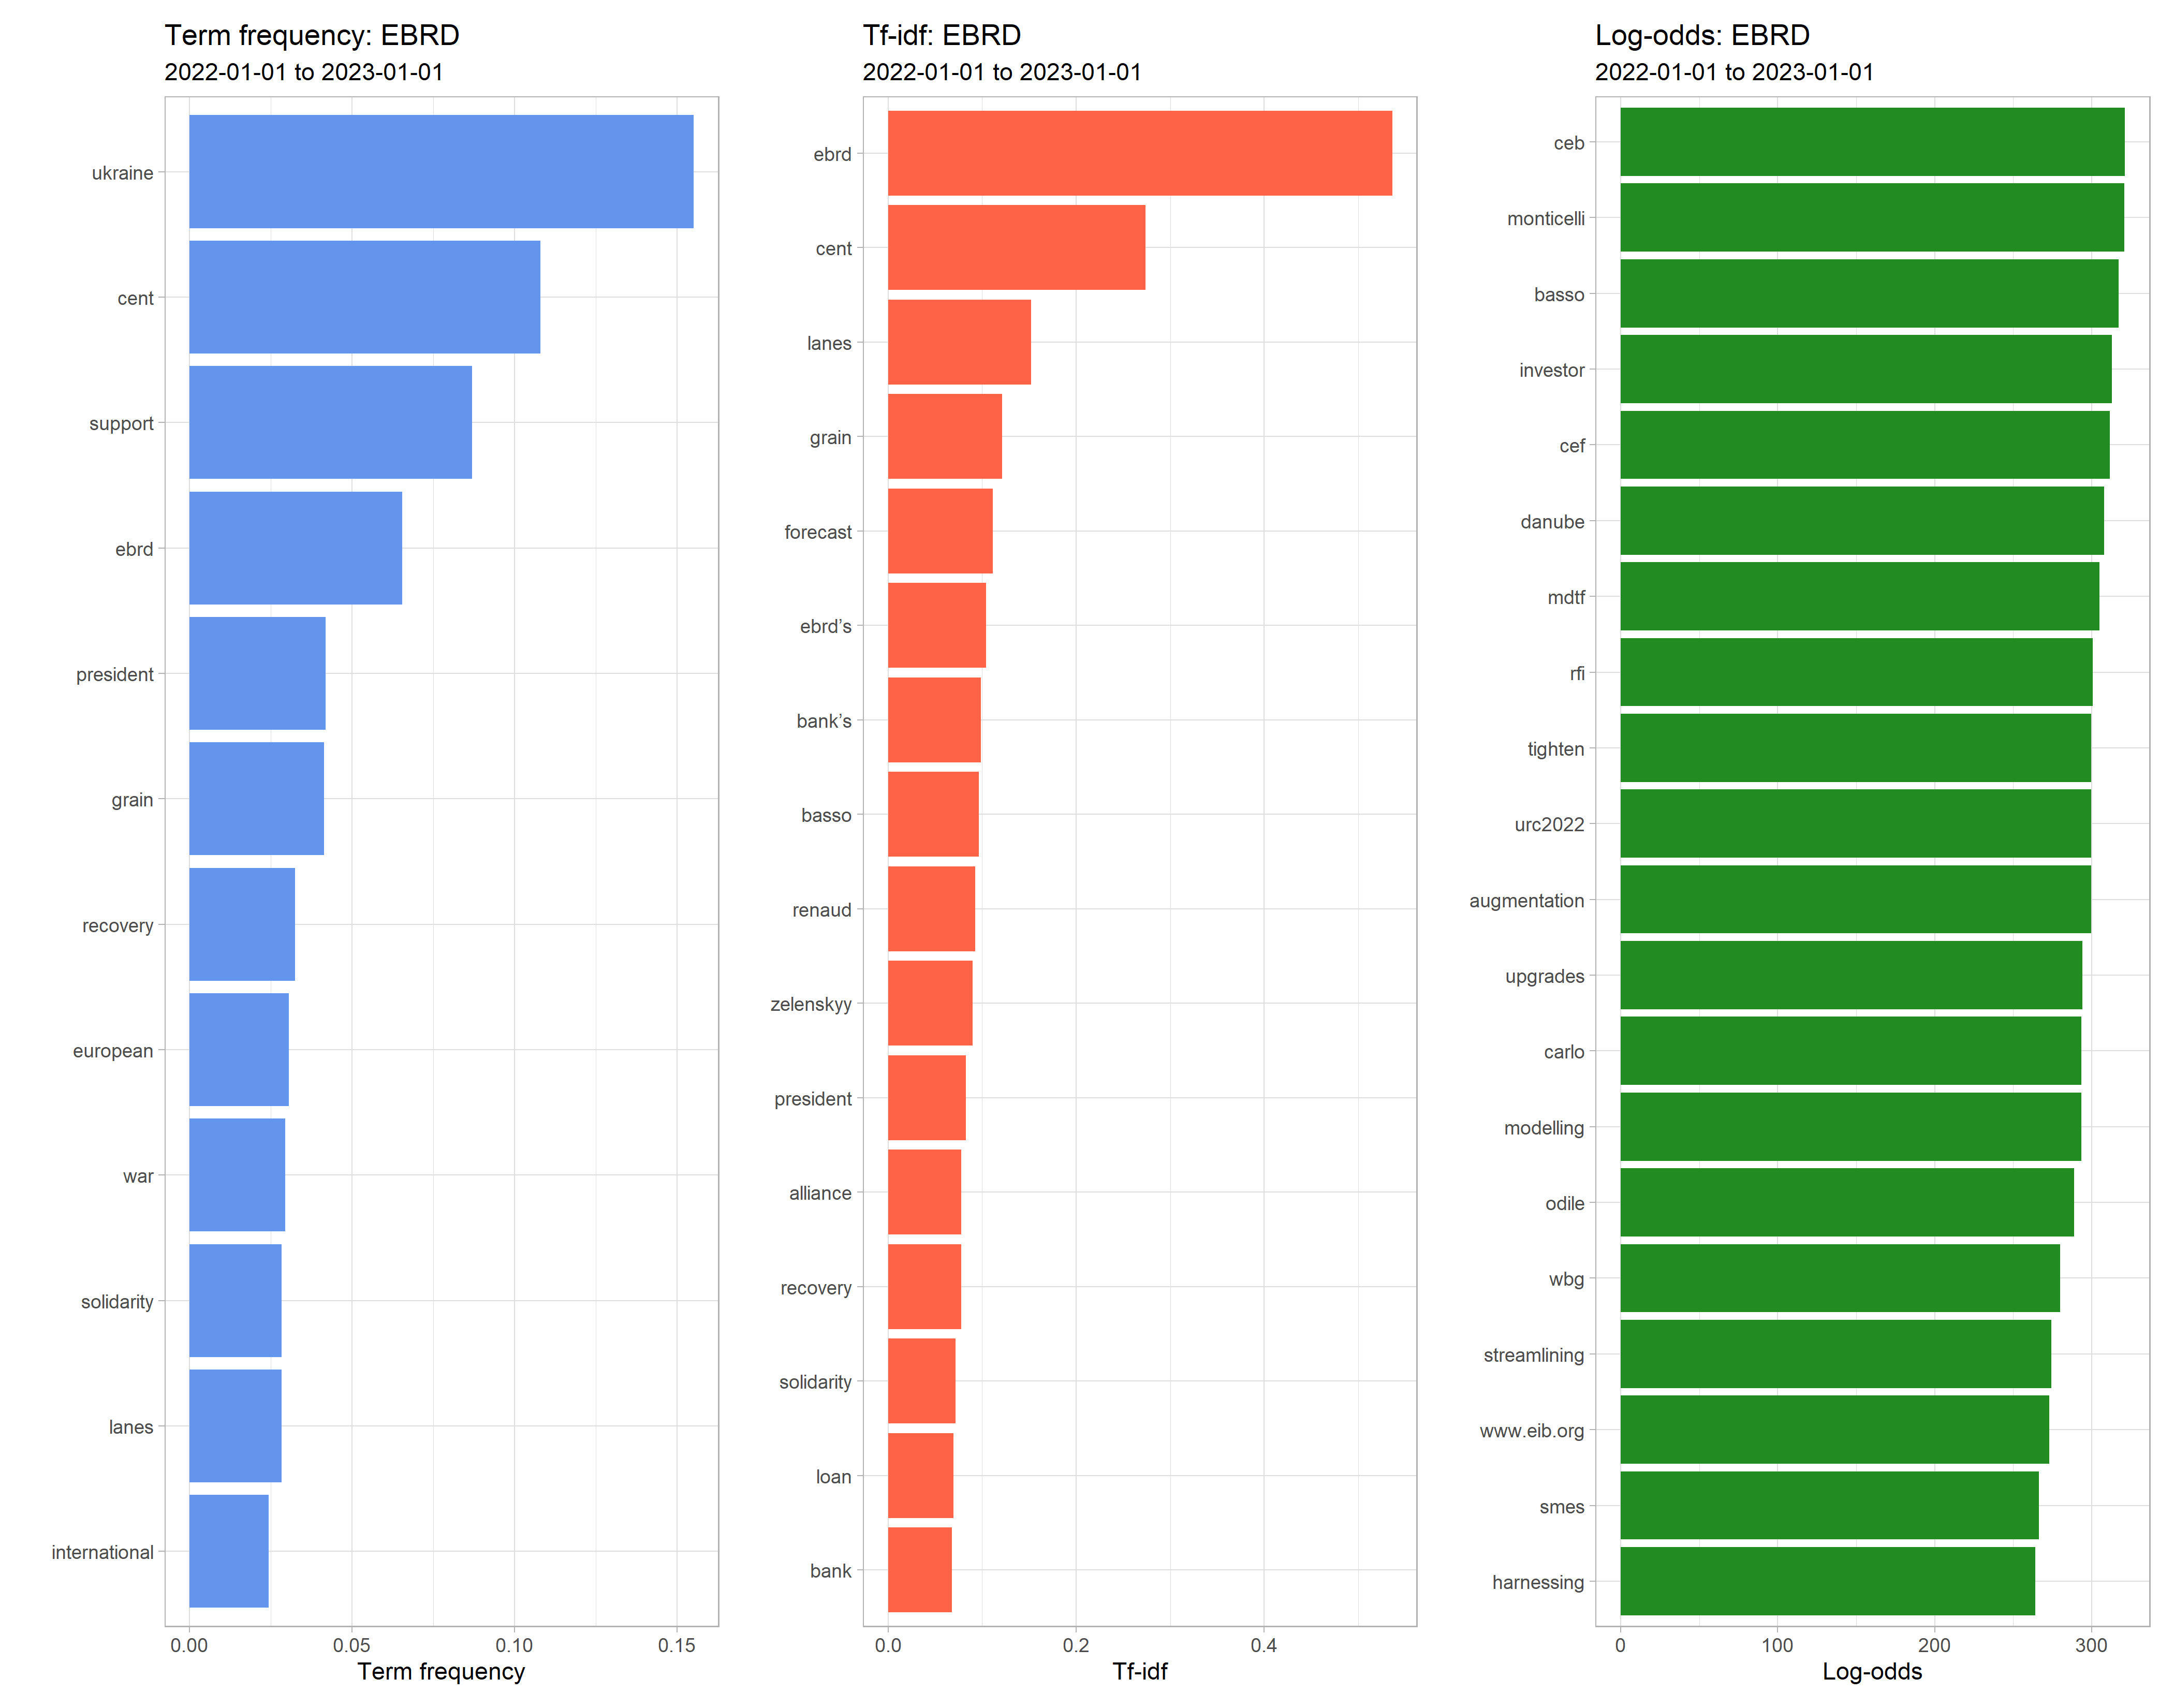 Term frequency: EBRD
2022-01-01 to 2023-01-01
ukraine
cent
support
ebrd
president
grain
recovery
european
war
solidarity
lanes
international
0.00 0.05 0.10 0.15
Term frequency
Tf-idf: EBRD
2022-01-01 to 2023-01-01
ebrd
cent
lanes
grain
forecast
ebrd’s
bank’s
basso
renaud
zelenskyy
president
alliance
recovery
solidarity
loan
bank
0.0 0.2 0.4
Tf-idf
Log-odds: EBRD
2022-01-01 to 2023-01-01
ceb
monticelli
basso
investor
cef
danube
mdtf
rfi
tighten
urc2022
augmentation
upgrades
carlo
modelling
odile
wbg
streamlining
www.eib.org
smes
harnessing
0 100 200 300
Log-odds